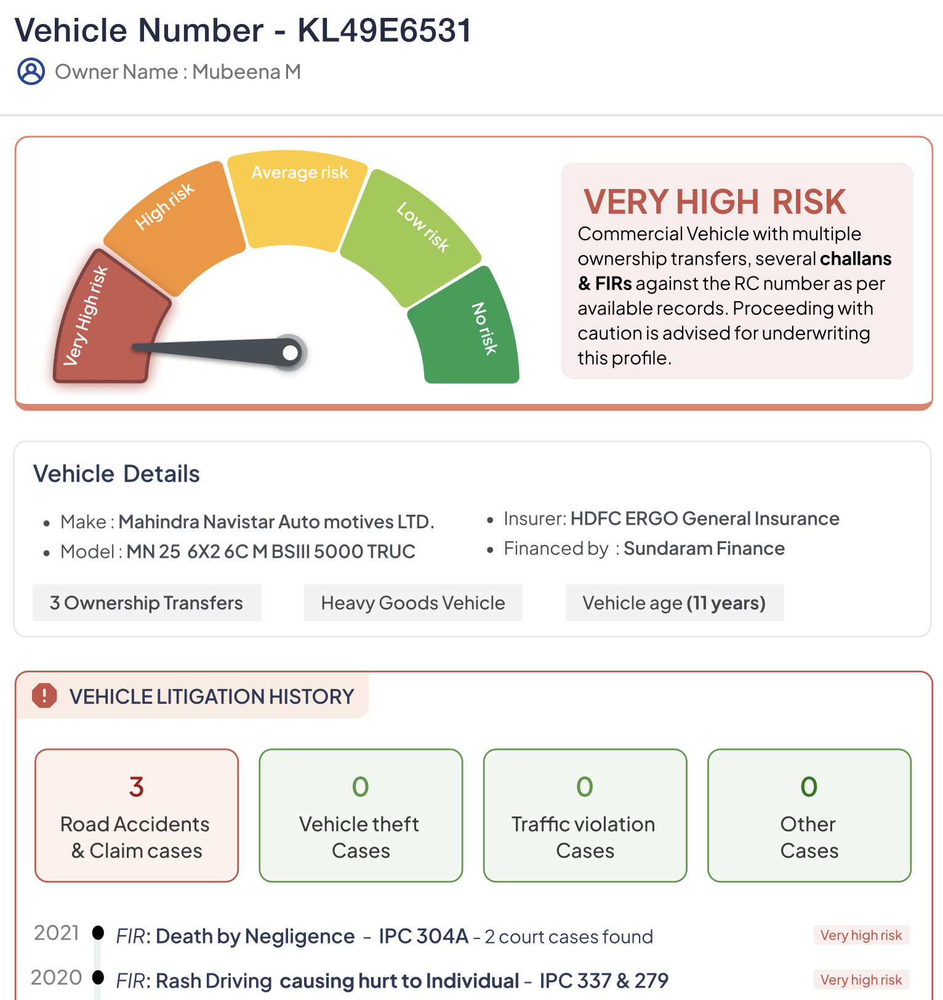 Vehicle Number - KL49E6531
Owner Name : Mubeena M
Very High risk
High risk
Average risk
Low risk
No risk
VERY HIGH RISK
Commercial Vehicle with multiple
ownership transfers, several challans
& FIRs against the RC number as per
available records. Proceeding with
caution is advised for underwriting
this profile.
Vehicle Details
• Make : Mahindra Navistar Auto motives LTD.
• Model : MN 25 6X2 6C M BSIII 5000 TRUC
• Insurer: HDFC ERGO General Insurance
• Financed by : Sundaram Finance
3 Ownership Transfers
Heavy Goods Vehicle
Vehicle age (11 years)
VEHICLE LITIGATION HISTORY
3
Road Accidents
& Claim cases
0
Vehicle theft
Cases
0
Traffic violation
Cases
0
Other
Cases
2021 FIR: Death by Negligence - IPC 304A - 2 court cases found Very high risk
2020 FIR: Rash Driving causing hurt to Individual - IPC 337 & 279 Very high risk